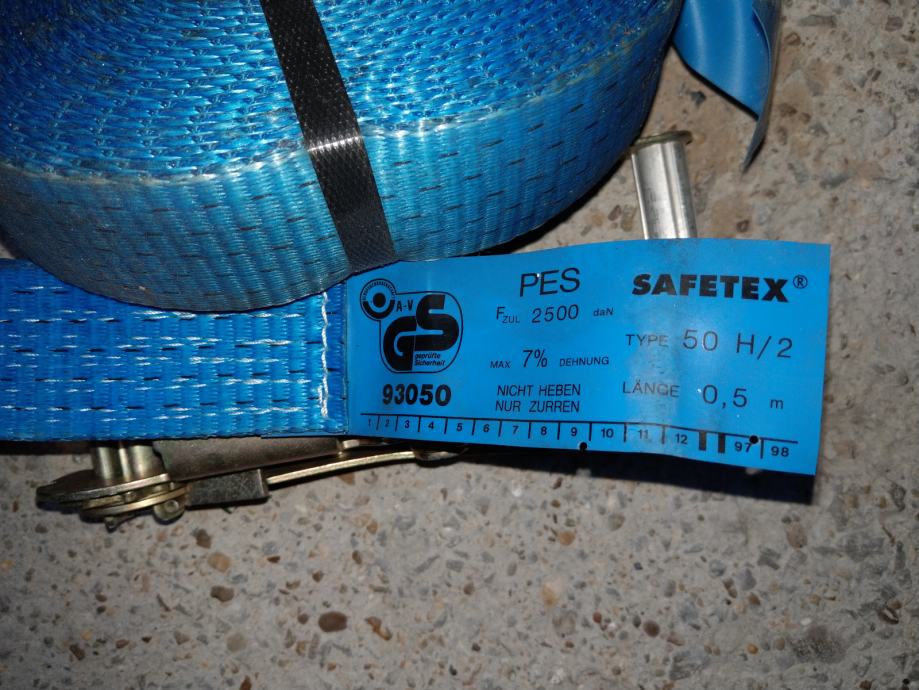 A-V
GS
geprüfte
Sicherheit
93050
PES
FZUL 2500 daN
MAX 7% DEHNUNG
NICHT HEBEN
NUR ZURREN
SAFETEX®
TYPE 50 H/2
LÄNGE 0,5 m
1 2 3 4 5 6 7 8 9 10 11 12 97 98